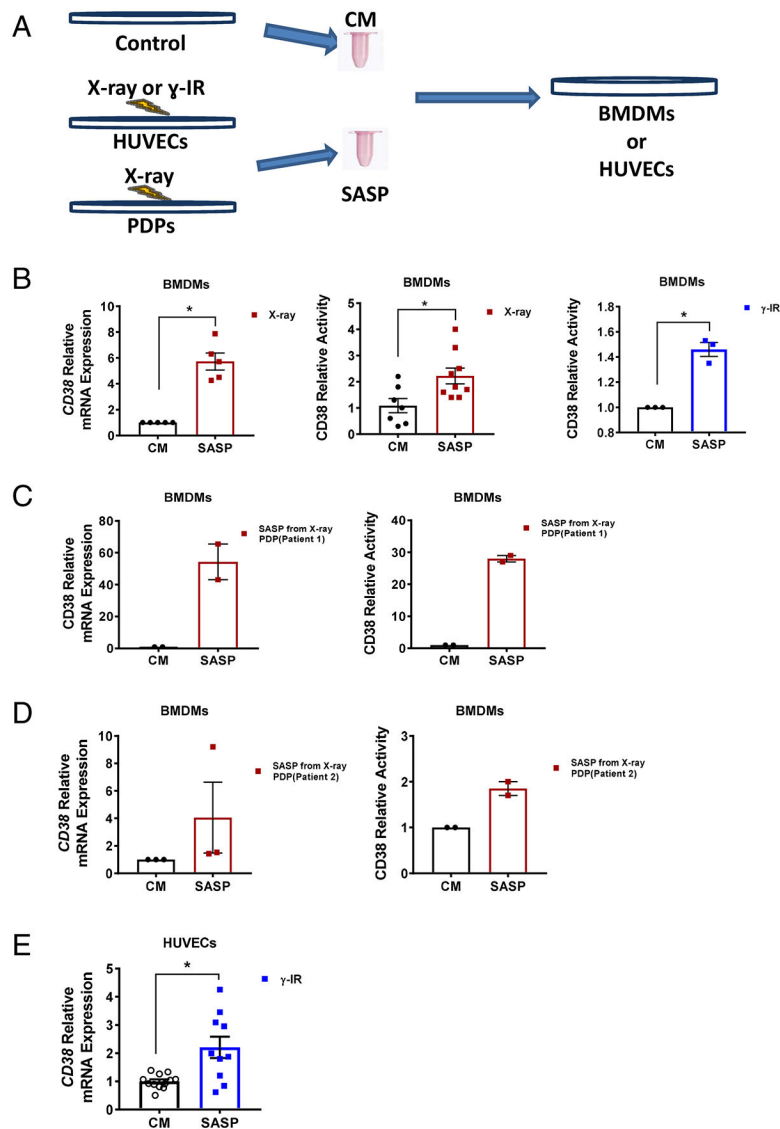 A
Control
CM
X-ray or ɣ-IR
HUVECs
X-ray
PDPs
SASP
BMDMs
or
HUVECs
B
BMDMs
CD38 Relative
mRNA Expression
10
8
6
4
2
0
CM
SASP
*
X-ray
BMDMs
CD38 Relative Activity
5
4
3
2
1
0
CM
SASP
*
X-ray
BMDMs
CD38 Relative Activity
1.8
1.6
1.4
1.2
1.0
0.8
CM
SASP
*
γ-IR
C
BMDMs
CD38 Relative
mRNA Expression
80
60
40
20
0
CM
SASP
SASP from X-ray
PDP(Patient 1)
BMDMs
CD38 Relative Activity
40
30
20
10
0
CM
SASP
SASP from X-ray
PDP(Patient 1)
D
BMDMs
CD38 Relative
mRNA Expression
10
8
6
4
2
0
CM
SASP
SASP from X-ray
PDP(Patient 2)
BMDMs
CD38 Relative Activity
3
2
1
0
CM
SASP
SASP from X-ray
PDP(Patient 2)
E
HUVECs
CD38 Relative
mRNA Expression
5
4
3
2
1
0
CM
SASP
*
γ-IR